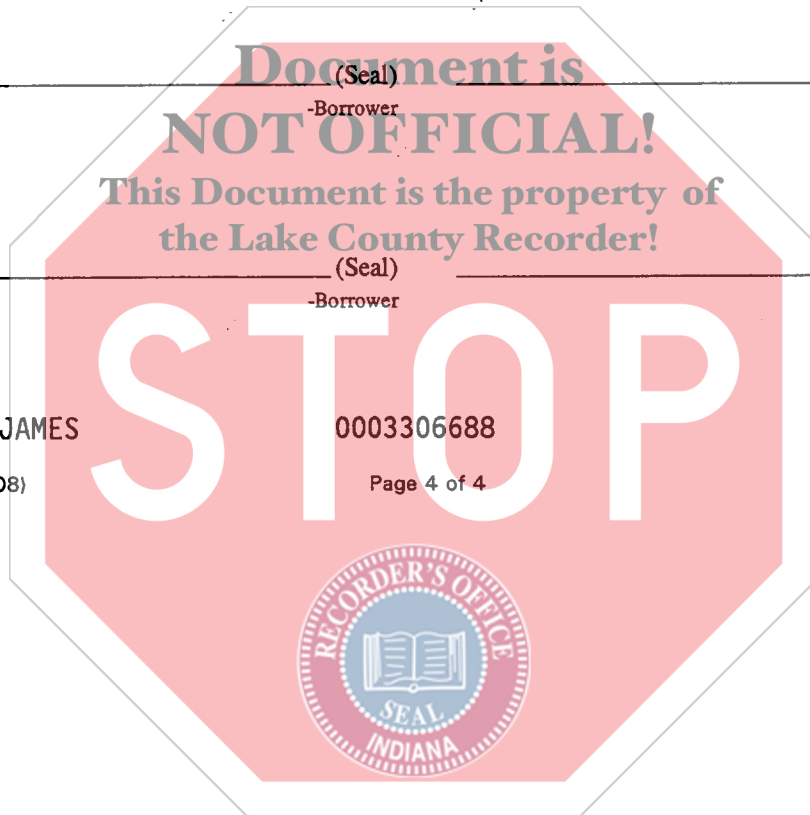 Document is
(Seal)
-Borrower
NOT OFFICIAL!
This Document is the property of
the Lake County Recorder!
(Seal)
-Borrower
STOP
JAMES 0003306688
08) Page 4 of 4
RECORDER'S OFFICE
SEAL
INDIANA